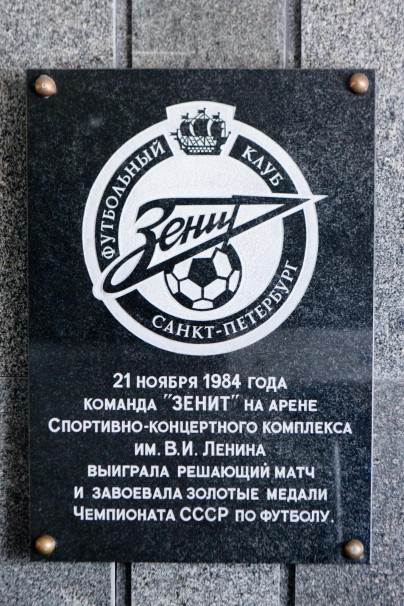 ФУТБОЛЬНЫЙ КЛУБ
Зенит
САНКТ-ПЕТЕРБУРГ
21 НОЯБРЯ 1984 ГОДА
КОМАНДА "ЗЕНИТ" НА АРЕНЕ
СПОРТИВНО-КОНЦЕРТНОГО КОМПЛЕКСА
ИМ. В.И. ЛЕНИНА
ВЫИГРАЛА РЕШАЮЩИЙ МАТЧ
И ЗАВОЕВАЛА ЗОЛОТЫЕ МЕДАЛИ
ЧЕМПИОНАТА СССР ПО ФУТБОЛУ.